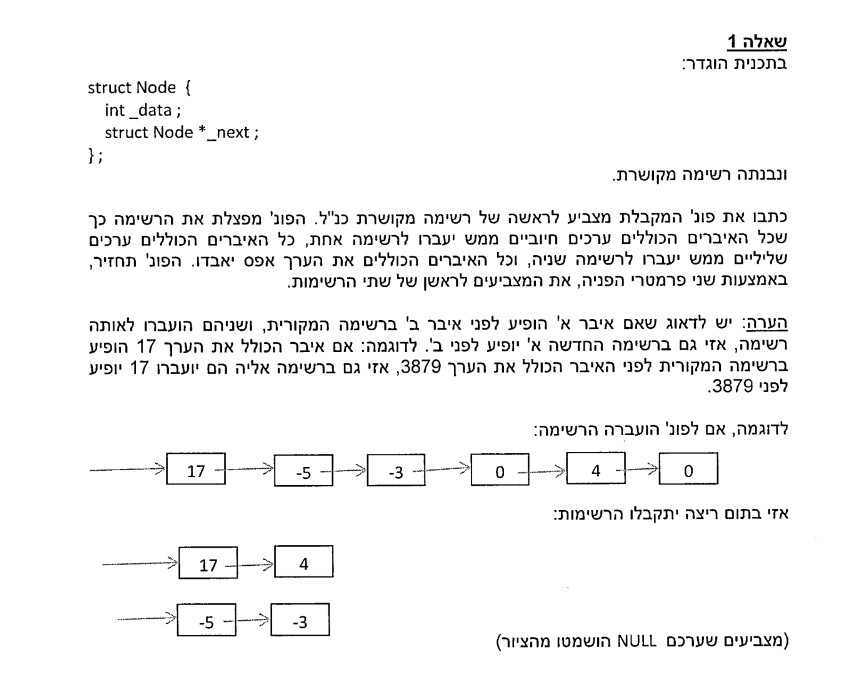 שאלה 1
בתכנית הוגדר:
struct Node {
int _data ;
struct Node *_next ;
} ;
ונבנתה רשימה מקושרת.
כתבו את פונ' המקבלת מצביע לראשה של רשימה מקושרת כנ"ל. הפונ' מפצלת את הרשימה כך
שכל האיברים הכוללים ערכים חיוביים ממש יעברו לרשימה אחת, כל האיברים הכוללים ערכים
שליליים ממש יעברו לרשימה שניה, וכל האיברים הכוללים את הערך אפס יאבדו. הפונ' תחזיר,
באמצעות שני פרמטרי הפניה, את המצביעים לראשן של שתי הרשימות.
הערה: יש לדאוג שאם איבר א' הופיע לפני איבר ב' ברשימה המקורית, ושניהם הועברו לאותה
רשימה, אזי גם ברשימה החדשה א' יופיע לפני ב'. לדוגמה: אם איבר הכולל את הערך 17 הופיע
ברשימה המקורית לפני האיבר הכולל את הערך 3879, אזי גם ברשימה אליה הם יועברו 17 יופיע
לפני 3879.
לדוגמה, אם לפונ' הועברה הרשימה:
17 -5 -3 0 4 0
אזי בתום ריצה יתקבלו הרשימות:
17 4
-5 -3
(מצביעים שערכם NULL הושמטו מהציור)